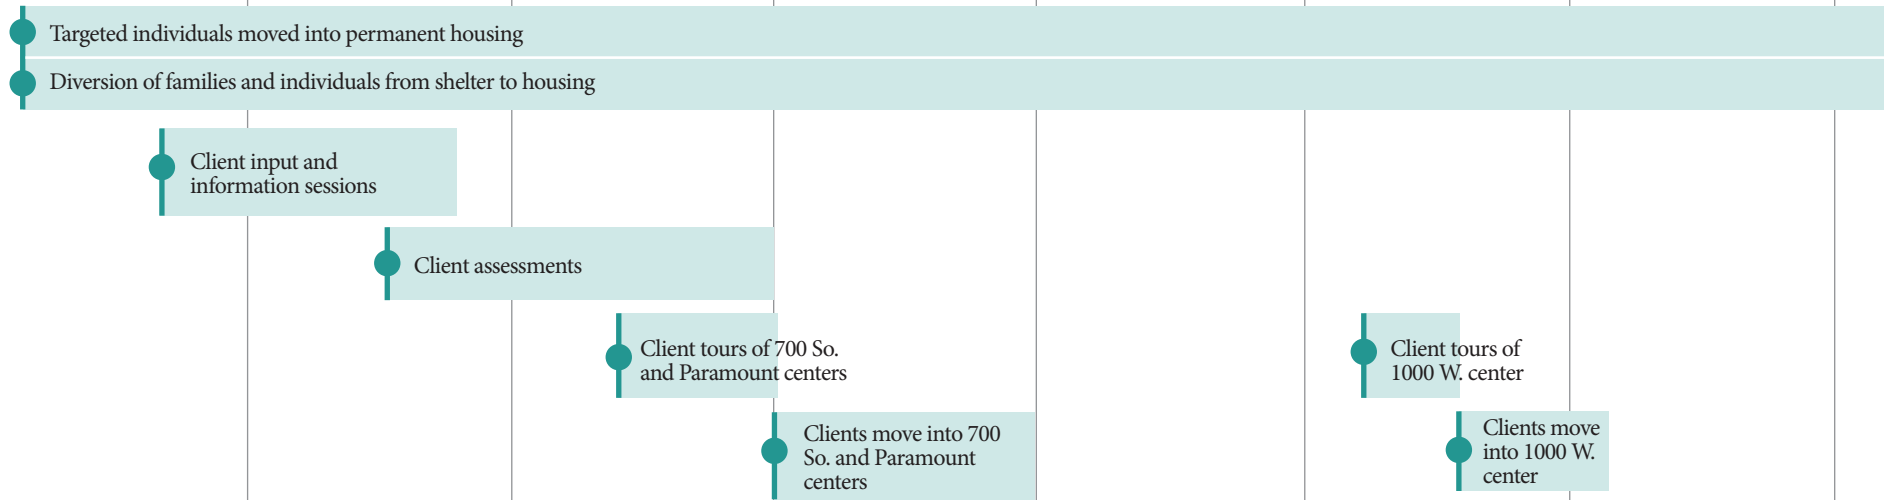 Targeted individuals moved into permanent housing
Diversion of families and individuals from shelter to housing
Client input and
information sessions
Client assessments
Client tours of 700 So.
and Paramount centers
Client tours of
1000 W. center
Clients move into 700
So. and Paramount
centers
Clients move
into 1000 W.
center